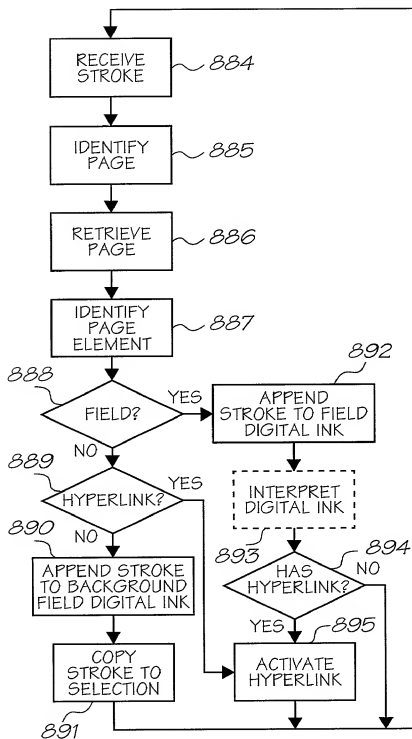 RECEIVE
STROKE
884
IDENTIFY
PAGE
885
RETRIEVE
PAGE
886
IDENTIFY
PAGE
ELEMENT
887
888
FIELD?
YES
NO
892
APPEND
STROKE TO FIELD
DIGITAL INK
889
HYPERLINK?
YES
NO
INTERPRET
DIGITAL INK
893
890
APPEND STROKE
TO BACKGROUND
FIELD DIGITAL INK
894
HAS
HYPERLINK?
NO
YES
895
COPY
STROKE TO
SELECTION
891
ACTIVATE
HYPERLINK